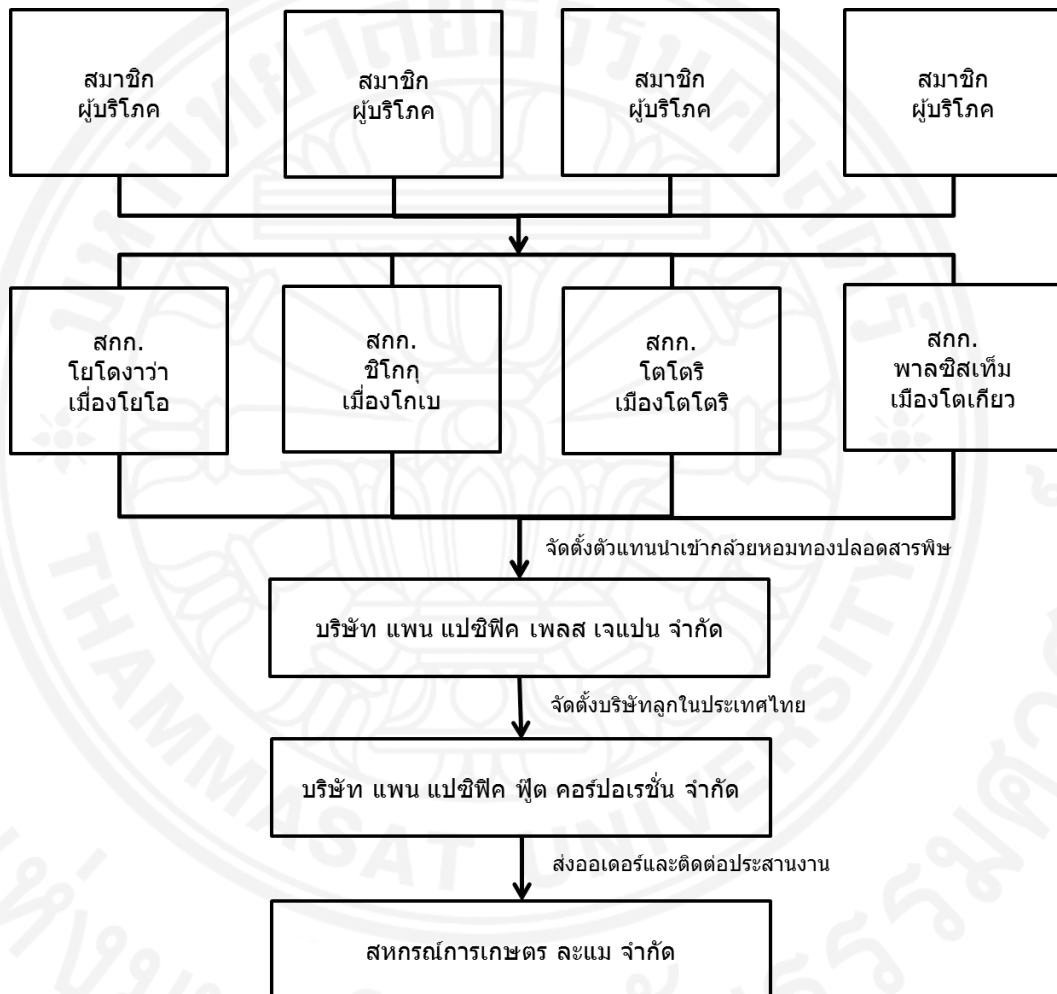 สมาชิก
ผู้บริโภค
สมาชิก
ผู้บริโภค
สมาชิก
ผู้บริโภค
สมาชิก
ผู้บริโภค
สกก.
โยโดงาว่า
เมื่องโยโอ
สกก.
ชิโกกุ
เมื่องโกเบ
สกก.
โตโตริ
เมืองโตโตริ
สกก.
พาลซิสเท็ม
เมืองโตเกียว
จัดตั้งตัวแทนนำเข้ากล้วยหอมทองปลอดสารพิษ
บริษัท แพน แปซิฟิค เพลส เจแปน จำกัด
จัดตั้งบริษัทลูกในประเทศไทย
บริษัท แพน แปซิฟิค ฟู๊ต คอร์ปอเรชั่น จำกัด
ส่งออเดอร์และติดต่อประสานงาน
สหกรณ์การเกษตร ละแม จำกัด
THAMMASAT UNIVERSITY